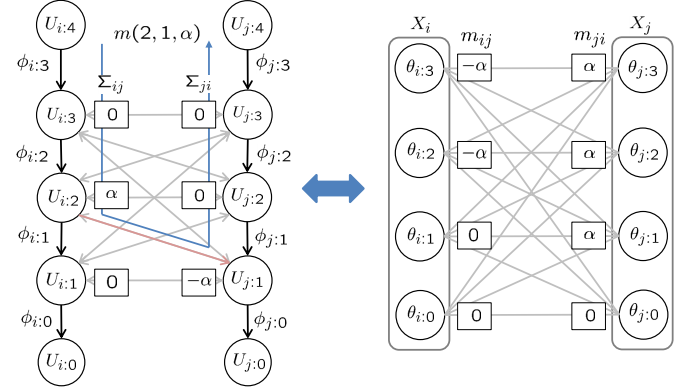 U_{i:4} m(2,1,α) U_{j:4}
ϕ_{i:3} ϕ_{j:3}
Σ_{ij} Σ_{ji}
U_{i:3} 0 0 U_{j:3}
ϕ_{i:2} ϕ_{j:2}
U_{i:2} α 0 U_{j:2}
ϕ_{i:1} ϕ_{j:1}
U_{i:1} 0 -α U_{j:1}
ϕ_{i:0} ϕ_{j:0}
U_{i:0} U_{j:0}
X_i X_j
m_{ij} m_{ji}
θ_{i:3} -α α θ_{j:3}
θ_{i:2} -α α θ_{j:2}
θ_{i:1} 0 α θ_{j:1}
θ_{i:0} 0 0 θ_{j:0}